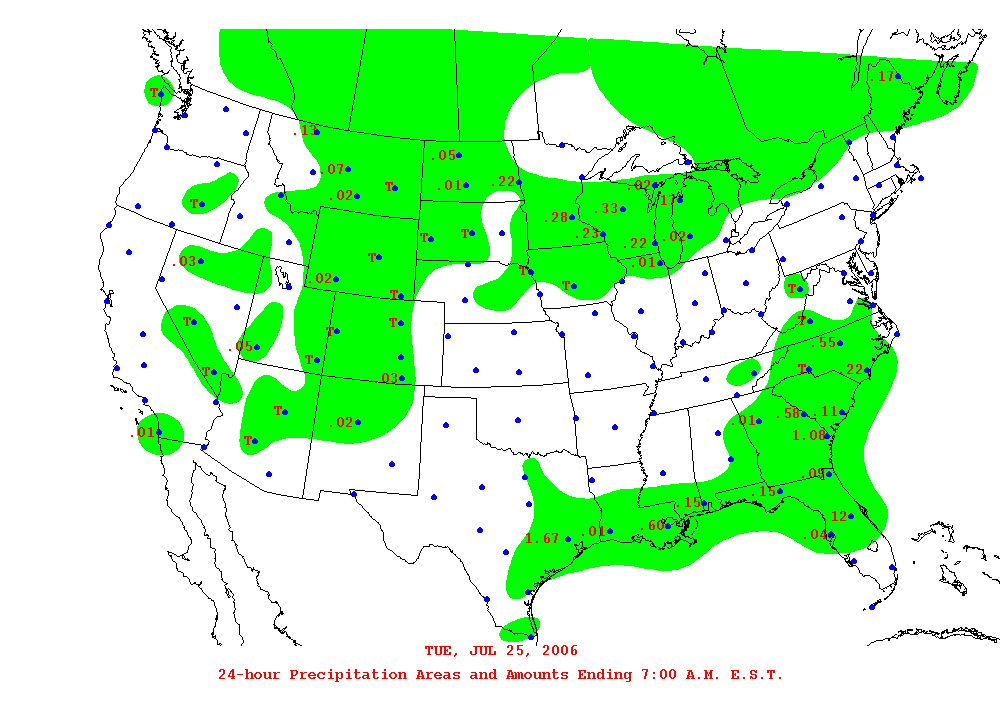 .17
T
.13
.05
.07
T
.01
.22
.02
.02
.17
T
.33
.28
T
T
.23
.22
.02
.03
T
.01
.02
T
T
T
T
T
T
T
T
.55
.05
T
T
T
.22
.03
T
.58
.11
.01
.02
.01
T
1.08
.09
.15
.15
.60
.12
1.67
.01
.04
TUE, JUL 25, 2006
24-hour Precipitation Areas and Amounts Ending 7:00 A.M. E.S.T.